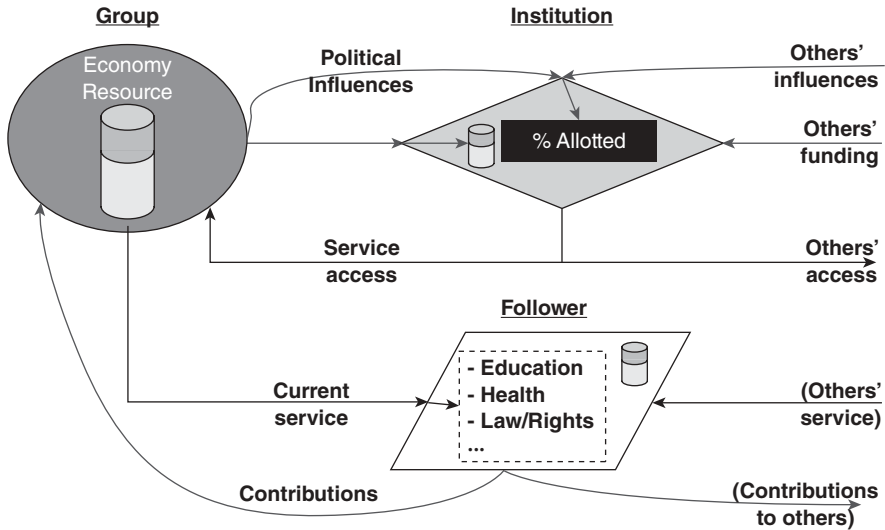 Group
Institution
Economy
Resource
Political
Influences
Others'
influences
% Allotted
Others'
funding
Service
access
Others'
access
Follower
- Education
- Health
- Law/Rights
...
Current
service
(Others'
service)
Contributions
(Contributions
to others)